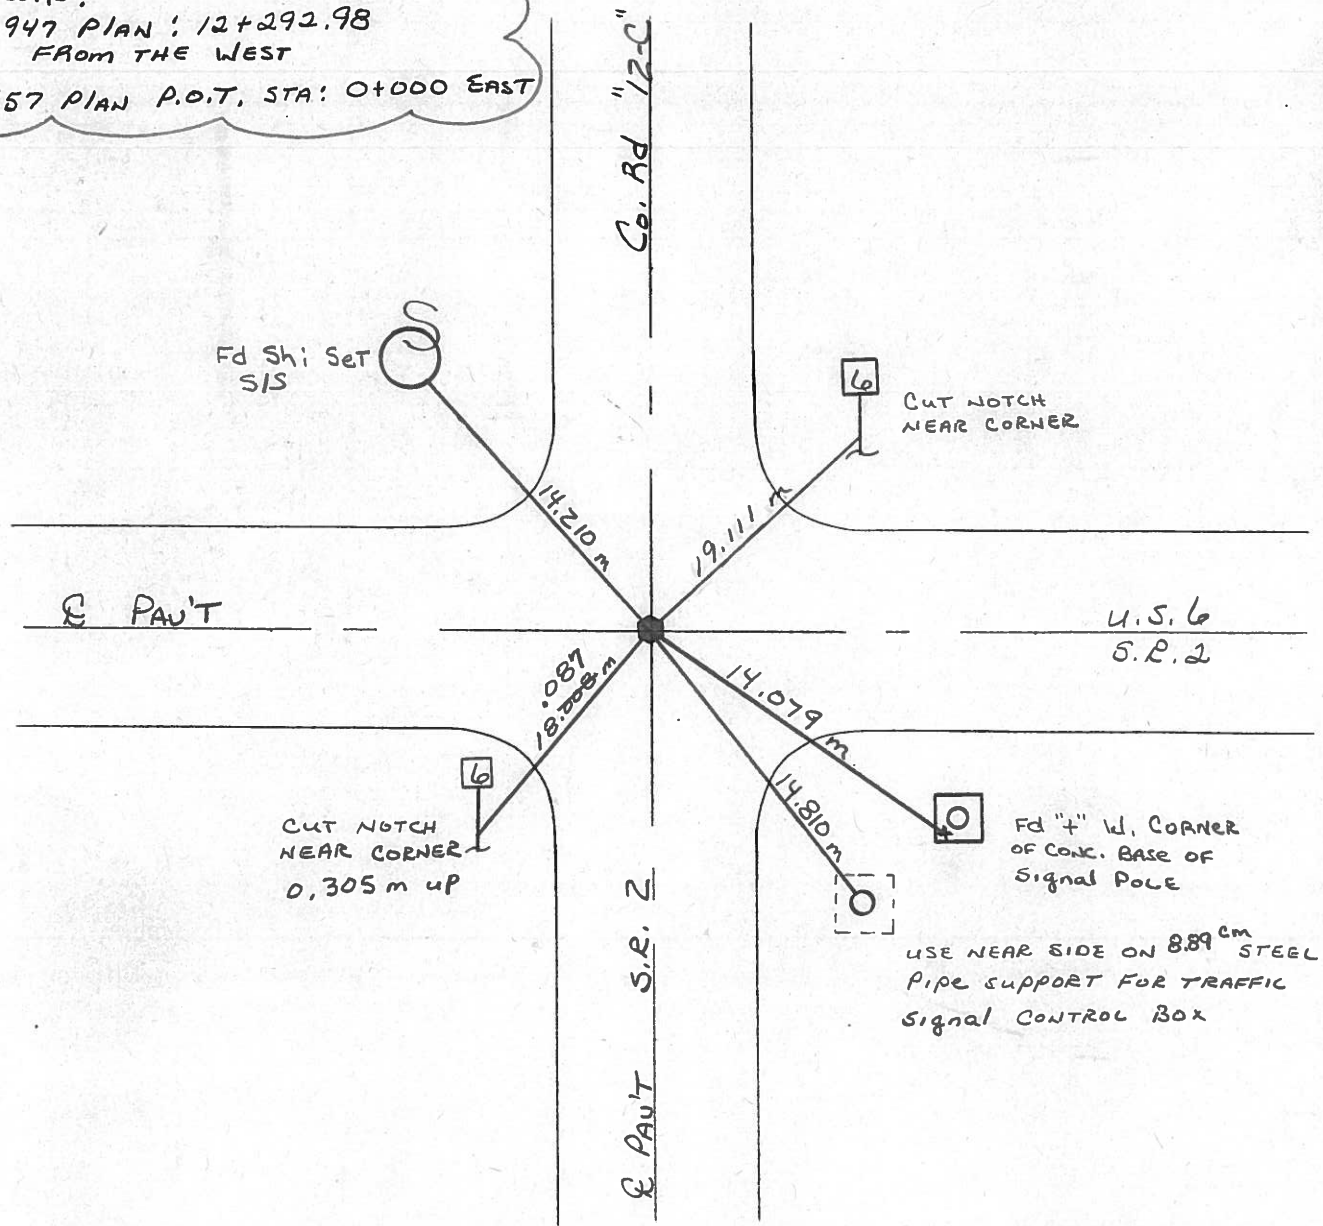 947 PLAN: 12+292.98
FROM THE WEST
57 PLAN P.O.T. STA: 0+000 EAST
Co. Rd "12-C"
Fd Shi Set
S/S
6
CUT NOTCH
NEAR CORNER
14.210 m
19.111 m
℄ PAV'T
U.S. 6
S.R. 2
.087
18.008 m
14.079 m
14.810 m
6
CUT NOTCH
NEAR CORNER
0.305 m UP
Fd "+" W. CORNER
OF CONC. BASE OF
Signal POLE
USE NEAR SIDE ON 8.89 cm STEEL
PIPE SUPPORT FOR TRAFFIC
Signal CONTROL BOX
℄ PAV'T S.R. 2